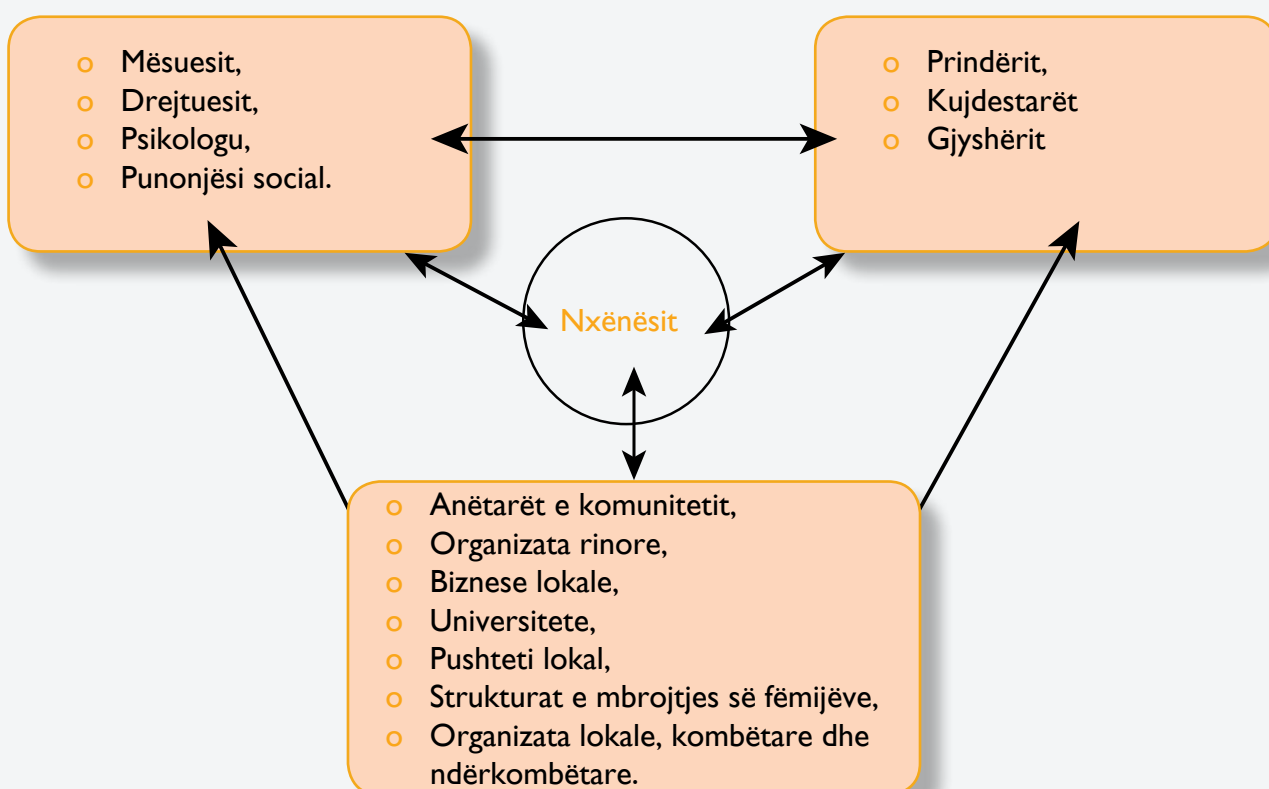 o Mësuesit,
o Drejtuesit,
o Psikologu,
o Punonjësi social.
o Prindërit,
o Kujdestarët
o Gjyshërit
Nxënësit
o Anëtarët e komunitetit,
o Organizata rinore,
o Biznese lokale,
o Universitete,
o Pushteti lokal,
o Strukturat e mbrojtjes së fëmijëve,
o Organizata lokale, kombëtare dhe
ndërkombëtare.